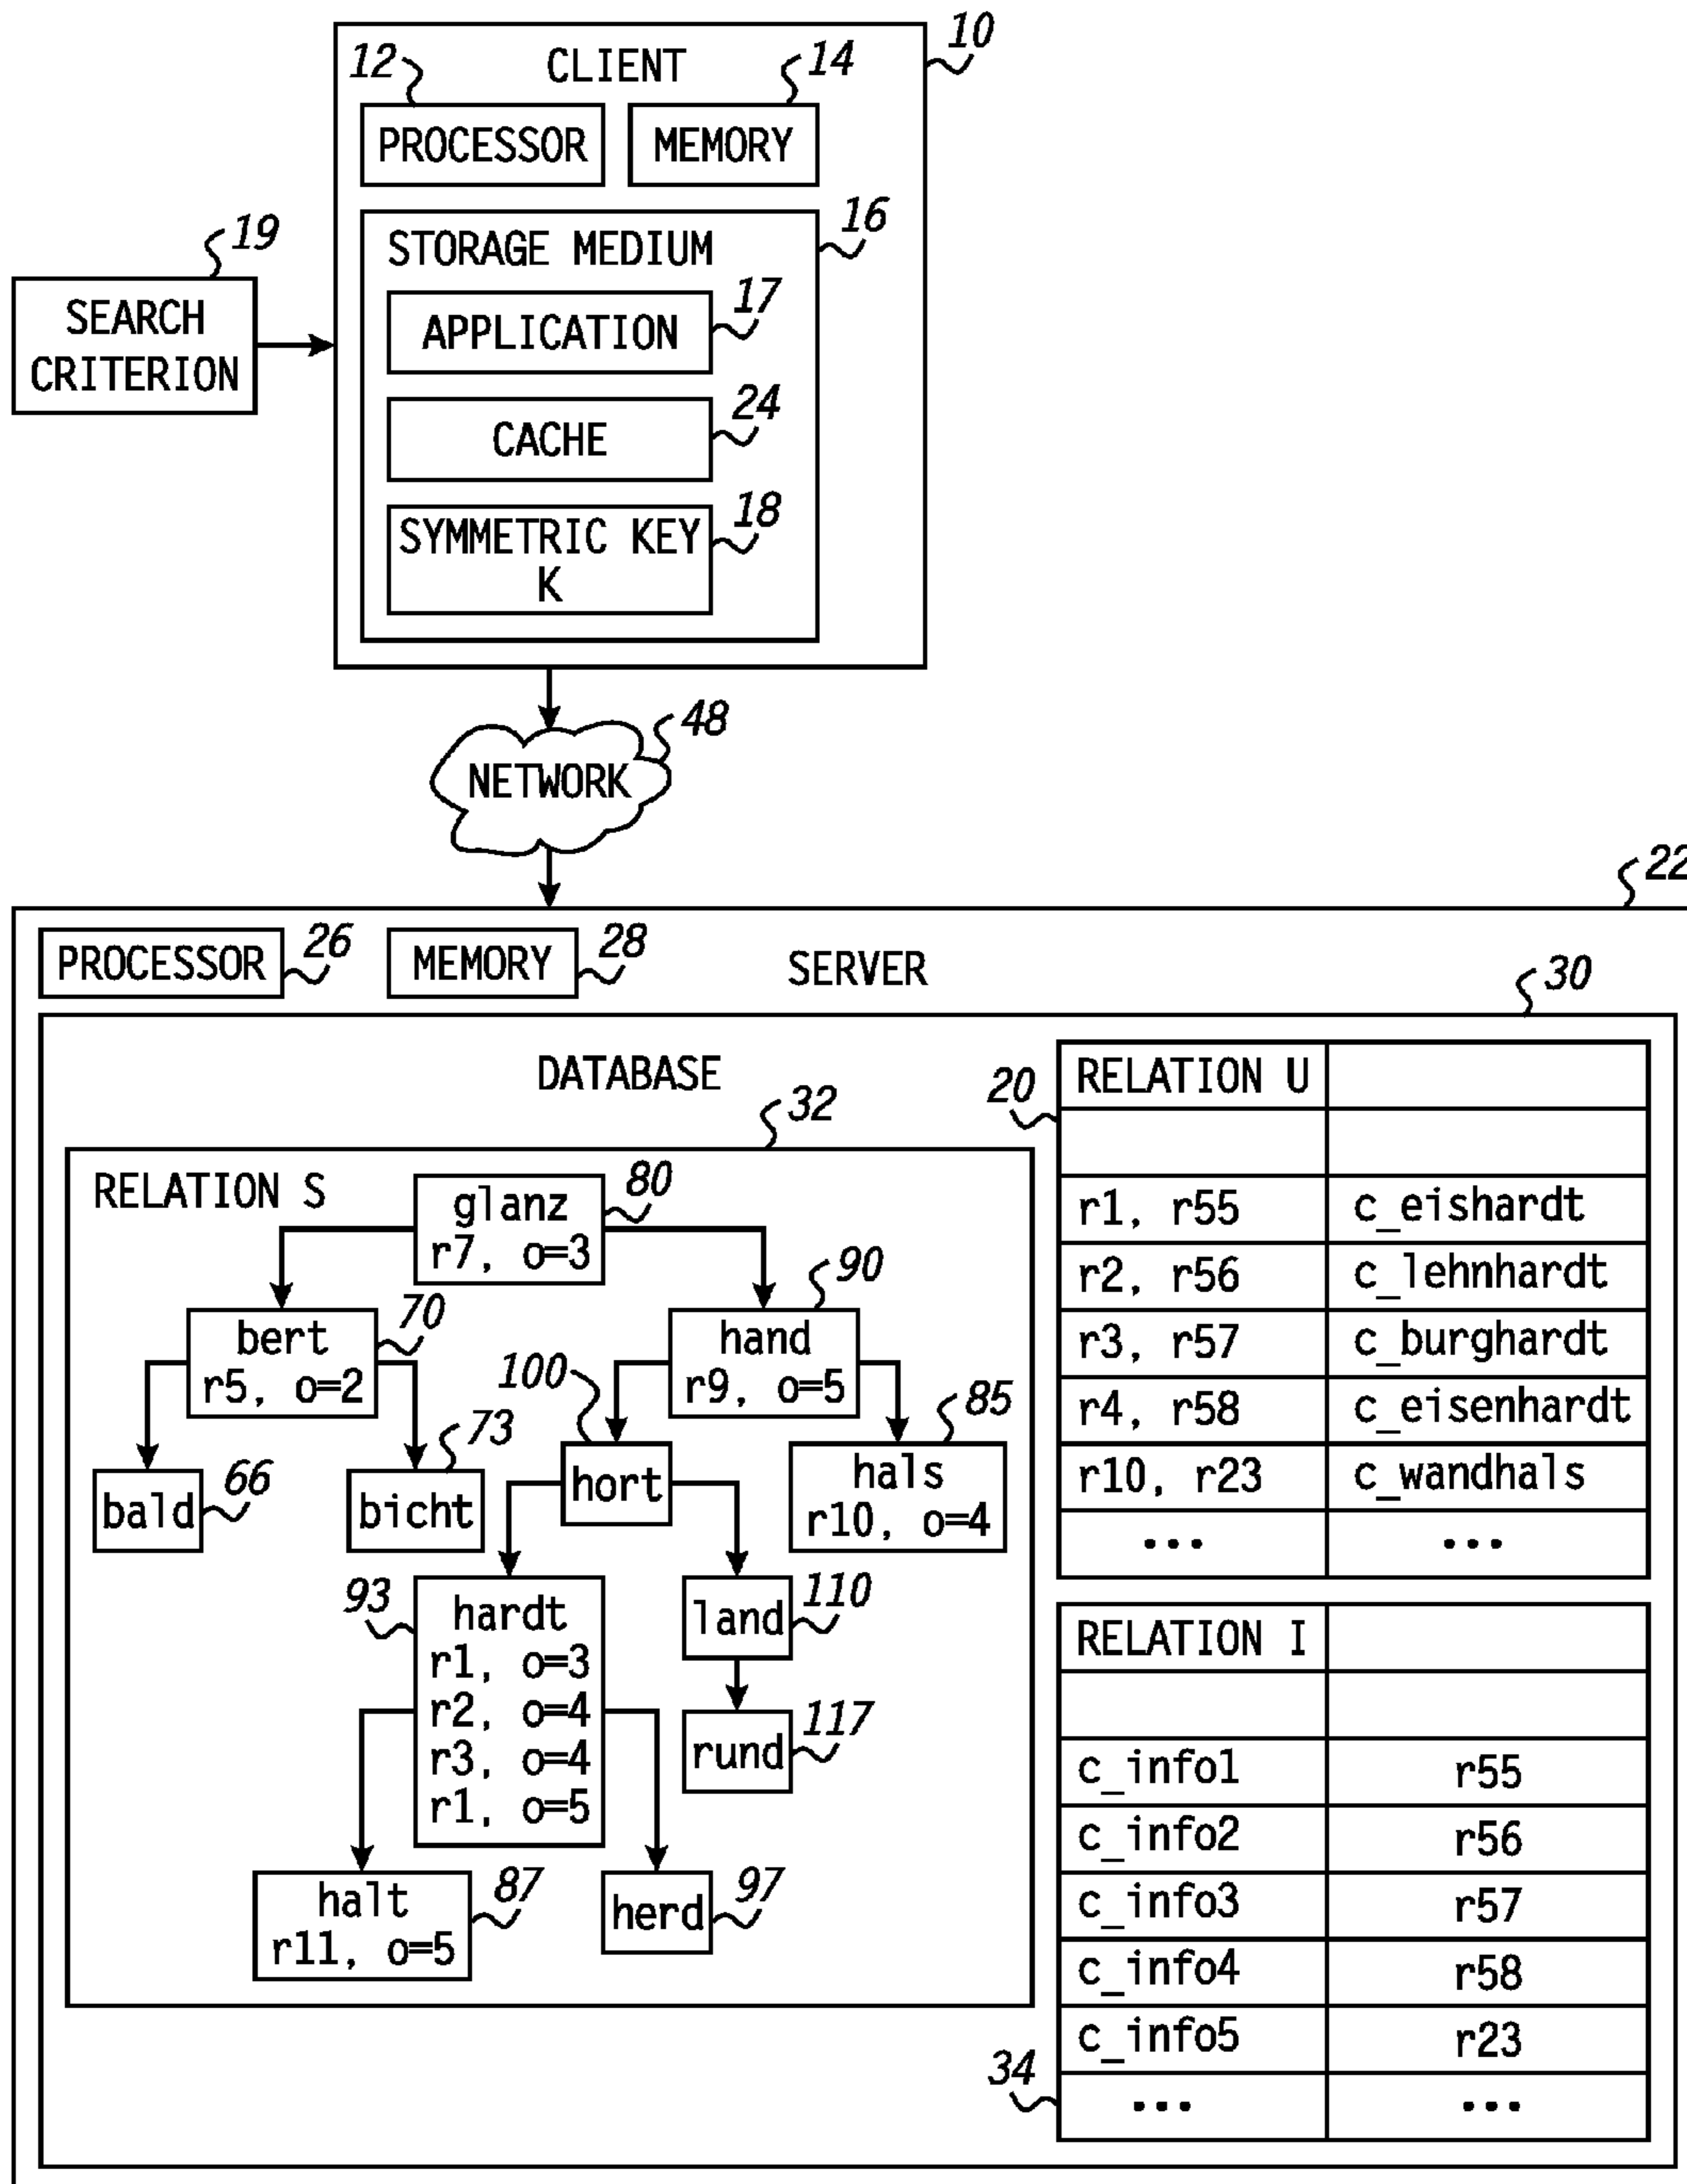 10
12
CLIENT
14
PROCESSOR
MEMORY
16
STORAGE MEDIUM
19
SEARCH
CRITERION
17
APPLICATION
24
CACHE
18
SYMMETRIC KEY
K
48
NETWORK
22
PROCESSOR
26
MEMORY
28
SERVER
30
DATABASE
32
RELATION S
glanz
r7, o=3
80
bert
r5, o=2
70
hand
r9, o=5
90
100
hort
85
hals
r10, o=4
bald
66
bicht
73
93
hardt
r1, o=3
r2, o=4
r3, o=4
r1, o=5
land
110
rund
117
halt
r11, o=5
87
herd
97
20
RELATION U
r1, r55 c_eishardt
r2, r56 c_lehnhardt
r3, r57 c_burghardt
r4, r58 c_eisenhardt
r10, r23 c_wandhals
... ...
RELATION I
c_info1 r55
c_info2 r56
c_info3 r57
c_info4 r58
c_info5 r23
34
... ...